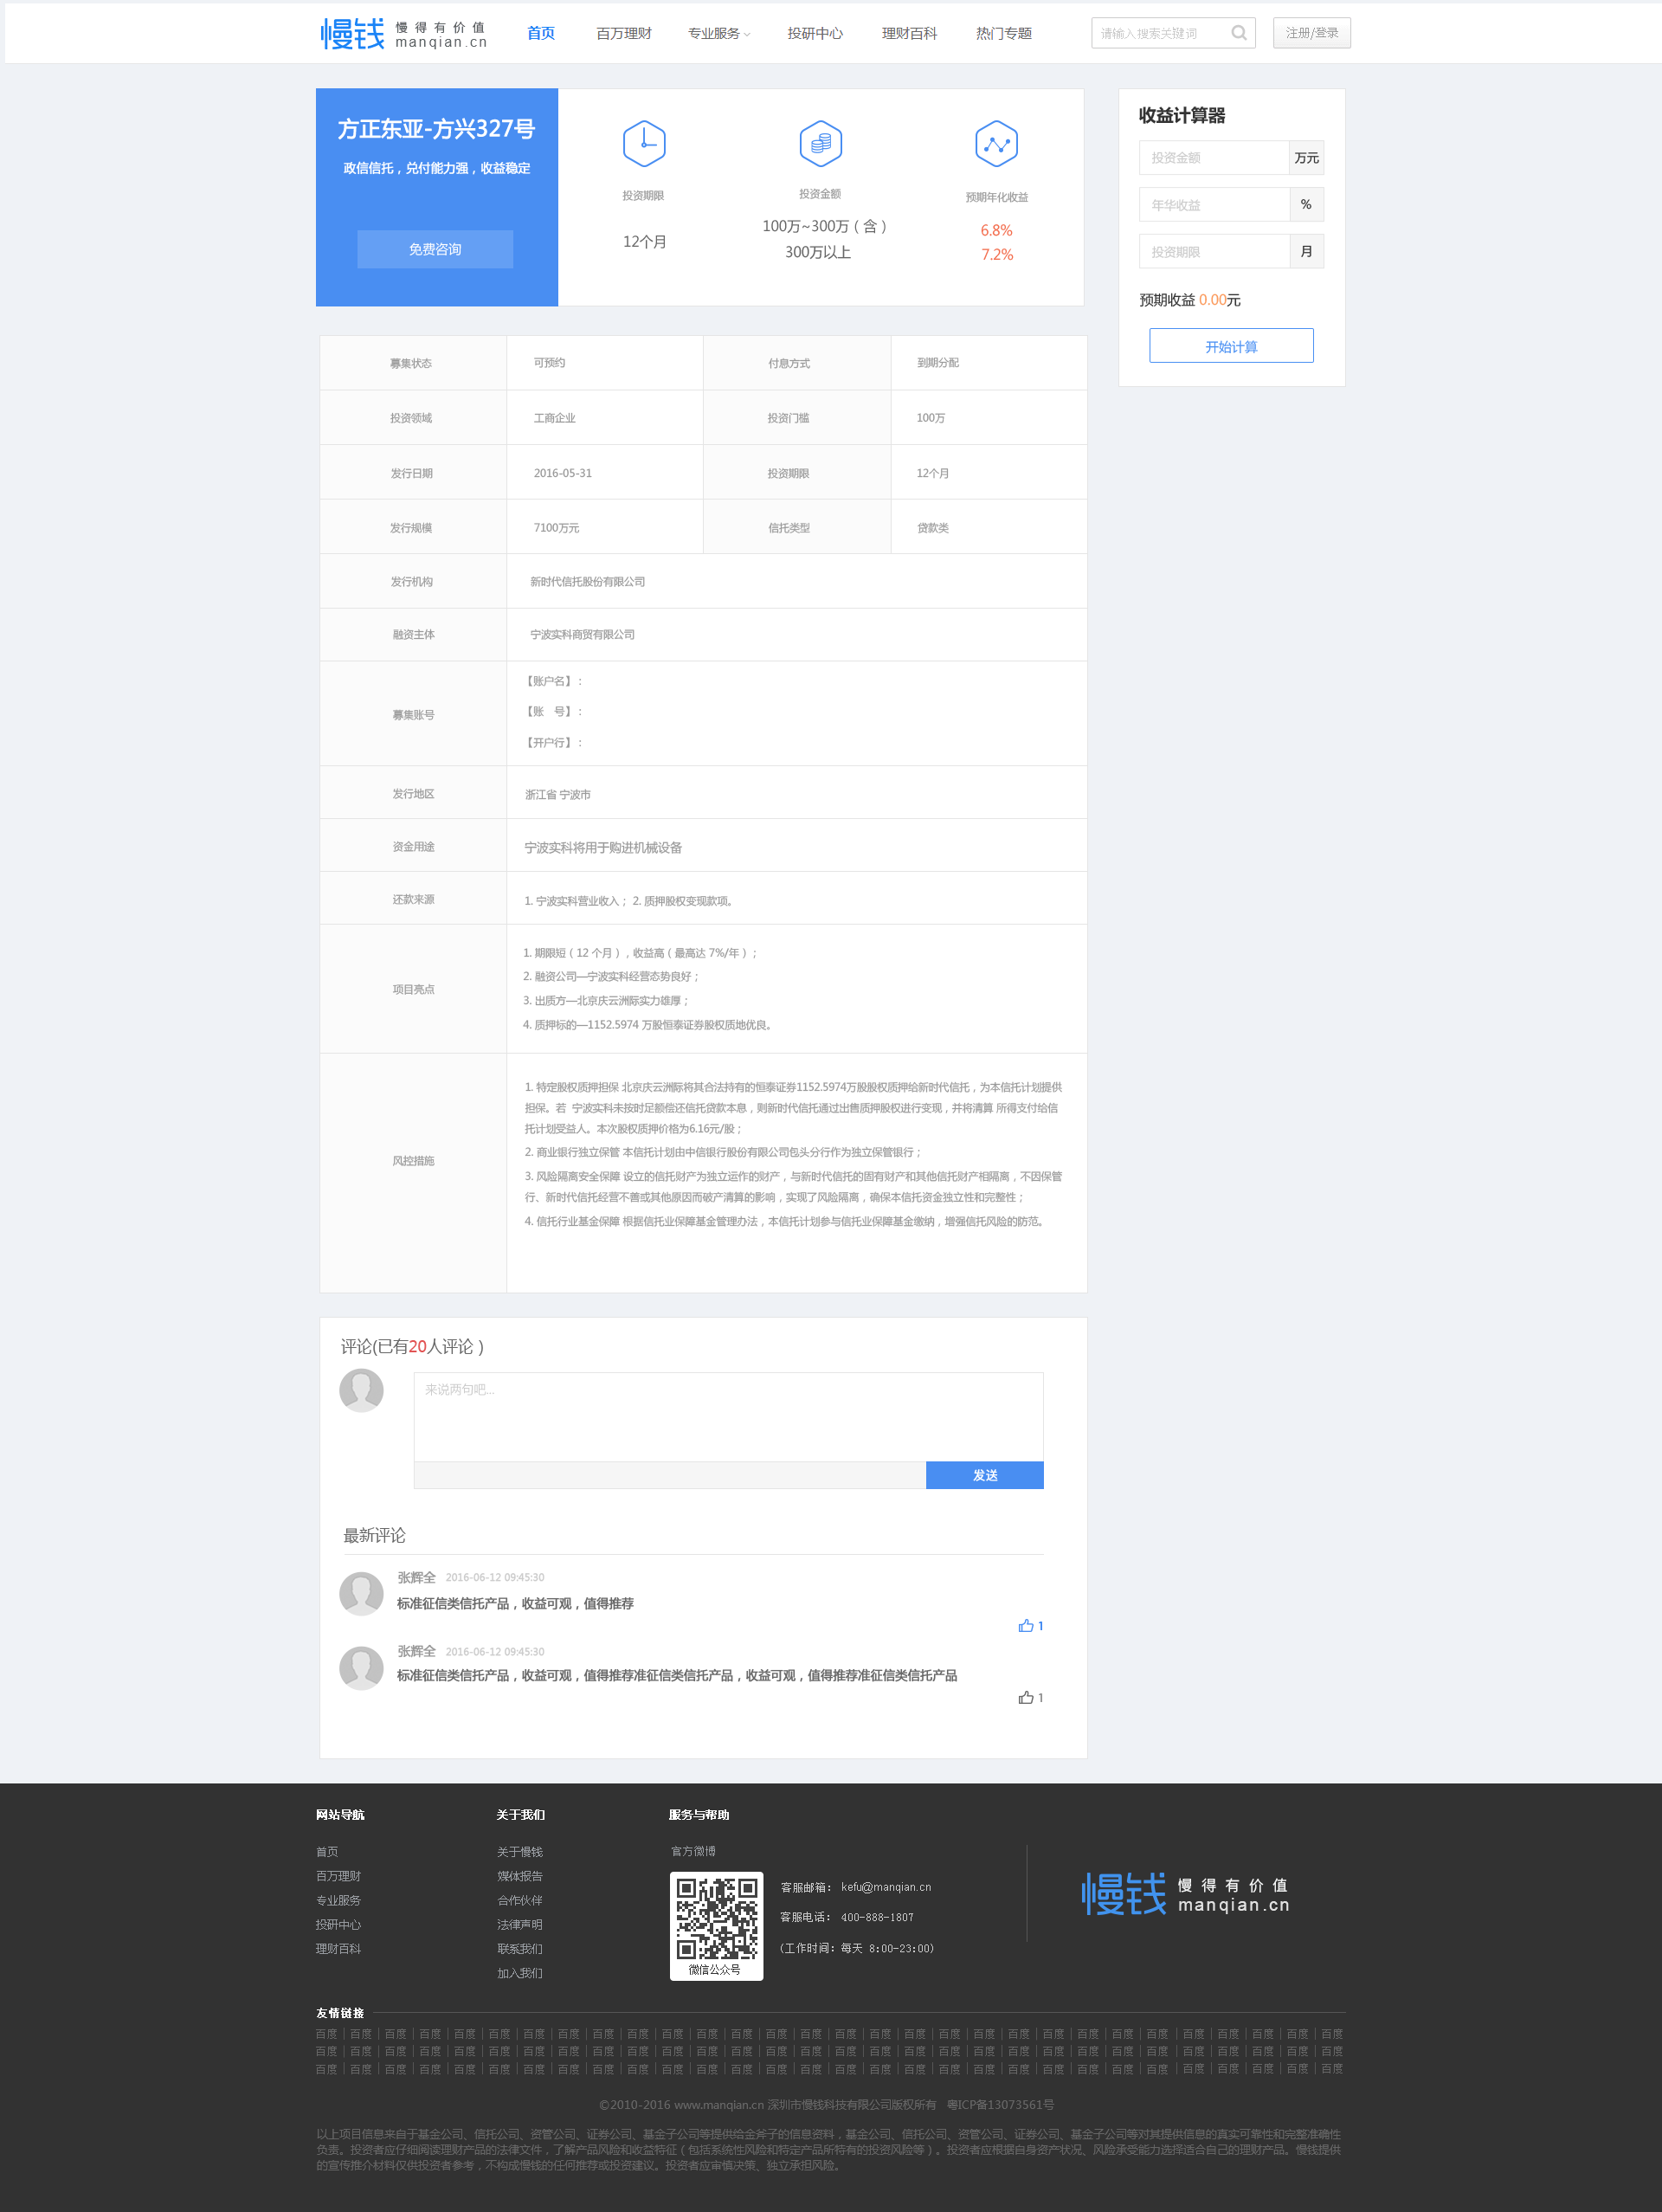 慢钱 慢得有价值 manqian.cn 首页 百万理财 专业服务 投研中心 理财百科 热门专题 请输入搜索关键词 注册/登录
方正东亚-方兴327号
政信信托，兑付能力强，收益稳定
免费咨询
投资期限
12个月
投资金额
100万~300万（含）
300万以上
预期年化收益
6.8%
7.2%
收益计算器
投资金额 万元
年华收益 %
投资期限 月
预期收益 0.00元
开始计算
募集状态 可预约 付息方式 到期分配
投资领域 工商企业 投资门槛 100万
发行日期 2016-05-31 投资期限 12个月
发行规模 7100万元 信托类型 贷款类
发行机构 新时代信托股份有限公司
融资主体 宁波实科商贸有限公司
募集账号
【账户名】：
【账 号】：
【开户行】：
发行地区 浙江省 宁波市
资金用途 宁波实科将用于购进机械设备
还款来源 1. 宁波实科营业收入； 2. 质押股权变现款项。
项目亮点
1. 期限短（12 个月），收益高（最高达 7%/年）；
2. 融资公司—宁波实科经营态势良好；
3. 出质方—北京庆云洲际实力雄厚；
4. 质押标的—1152.5974 万股恒泰证券股权质地优良。
风控措施
1. 特定股权质押担保 北京庆云洲际将其合法持有的恒泰证券1152.5974万股股权质押给新时代信托，为本信托计划提供
担保。若 宁波实科未按时足额偿还信托贷款本息，则新时代信托通过出售质押股权进行变现，并将清算 所得支付给信
托计划受益人。本次股权质押价格为6.16元/股；
2. 商业银行独立保管 本信托计划由中信银行股份有限公司包头分行作为独立保管银行；
3. 风险隔离安全保障 设立的信托财产为独立运作的财产，与新时代信托的固有财产和其他信托财产相隔离，不因保管
行、新时代信托经营不善或其他原因而破产清算的影响，实现了风险隔离，确保本信托资金独立性和完整性；
4. 信托行业基金保障 根据信托业保障基金管理办法，本信托计划参与信托业保障基金缴纳，增强信托风险的防范。
评论(已有20人评论）
来说两句吧...
发送
最新评论
张辉全 2016-06-12 09:45:30
标准征信类信托产品，收益可观，值得推荐
1
张辉全 2016-06-12 09:45:30
标准征信类信托产品，收益可观，值得推荐准征信类信托产品，收益可观，值得推荐准征信类信托产品
1
网站导航
首页
百万理财
专业服务
投研中心
理财百科
关于我们
关于慢钱
媒体报告
合作伙伴
法律声明
联系我们
加入我们
服务与帮助
官方微博
微信公众号
客服邮箱: kefu@manqian.cn
客服电话: 400-888-1807
(工作时间: 每天 8:00-23:00)
慢钱 慢得有价值
manqian.cn
友情链接
百度 百度 百度 百度 百度 百度 百度 百度 百度 百度 百度 百度 百度 百度 百度 百度 百度 百度 百度 百度 百度 百度 百度 百度 百度 百度 百度 百度 百度 百度
百度 百度 百度 百度 百度 百度 百度 百度 百度 百度 百度 百度 百度 百度 百度 百度 百度 百度 百度 百度 百度 百度 百度 百度 百度 百度 百度 百度 百度 百度
百度 百度 百度 百度 百度 百度 百度 百度 百度 百度 百度 百度 百度 百度 百度 百度 百度 百度 百度 百度 百度 百度 百度 百度 百度 百度 百度 百度 百度 百度
©2010-2016 www.manqian.cn 深圳市慢钱科技有限公司版权所有 粤ICP备13073561号
以上项目信息来自于基金公司、信托公司、资管公司、证券公司、基金子公司等提供给金斧子的信息资料，基金公司、信托公司、资管公司、证券公司、基金子公司等对其提供信息的真实可靠性和完整准确性
负责。投资者应仔细阅读理财产品的法律文件，了解产品风险和收益特征（包括系统性风险和特定产品所特有的投资风险等）。投资者应根据自身资产状况、风险承受能力选择适合自己的理财产品。慢钱提供
的宣传推介材料仅供投资者参考，不构成慢钱的任何推荐或投资建议。投资者应审慎决策、独立承担风险。